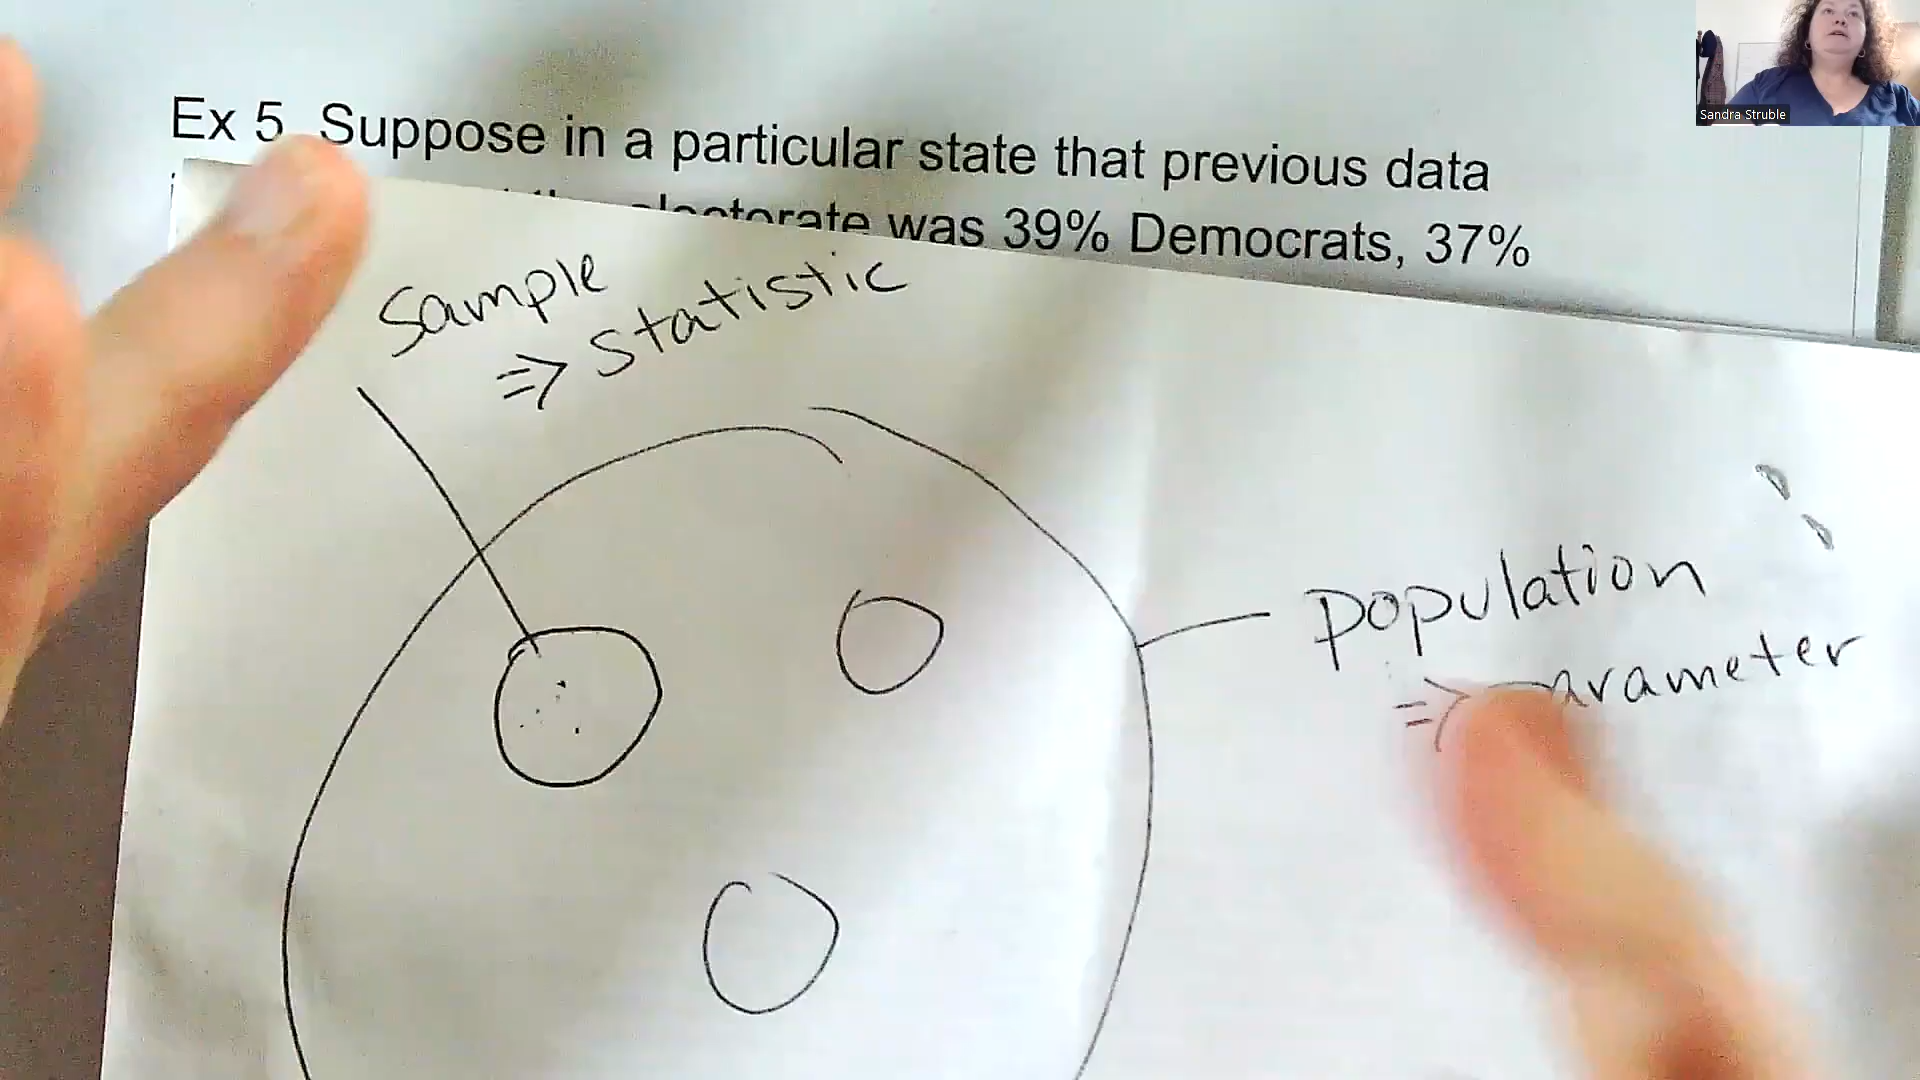 Ex 5 Suppose in a particular state that previous data
electorate was 39% Democrats, 37%
Sample
⇒ Statistic
population
⇒ parameter
Sandra Struble